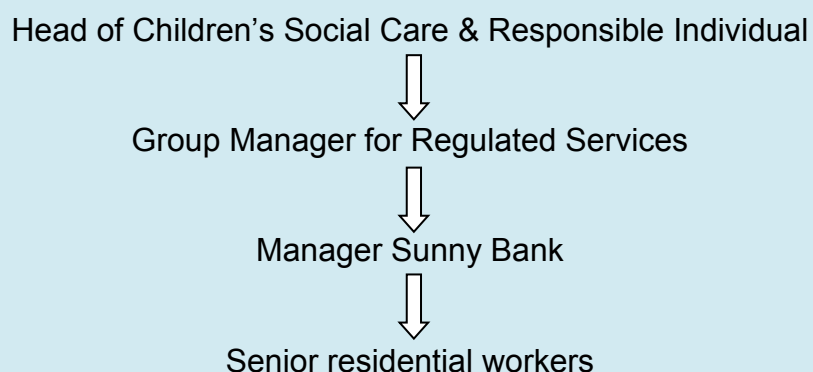 Head of Children’s Social Care & Responsible Individual
Group Manager for Regulated Services
Manager Sunny Bank
Senior residential workers